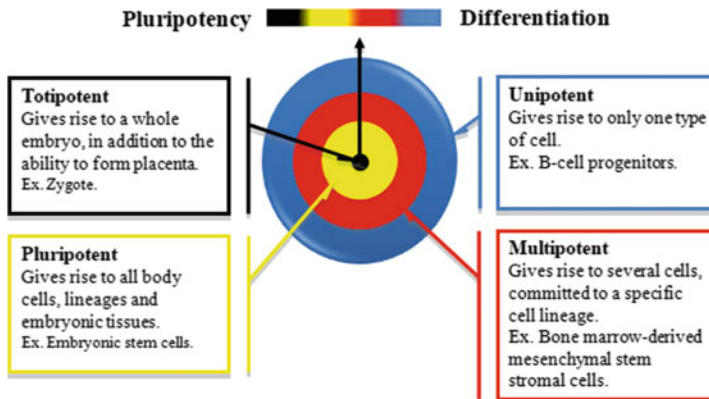 Pluripotency Differentiation
Totipotent
Gives rise to a whole
embryo, in addition to the
ability to form placenta.
Ex. Zygote.
Unipotent
Gives rise to only one type
of cell.
Ex. B-cell progenitors.
Pluripotent
Gives rise to all body
cells, lineages and
embryonic tissues.
Ex. Embryonic stem cells.
Multipotent
Gives rise to several cells,
committed to a specific
cell lineage.
Ex. Bone marrow-derived
mesenchymal stem
stromal cells.